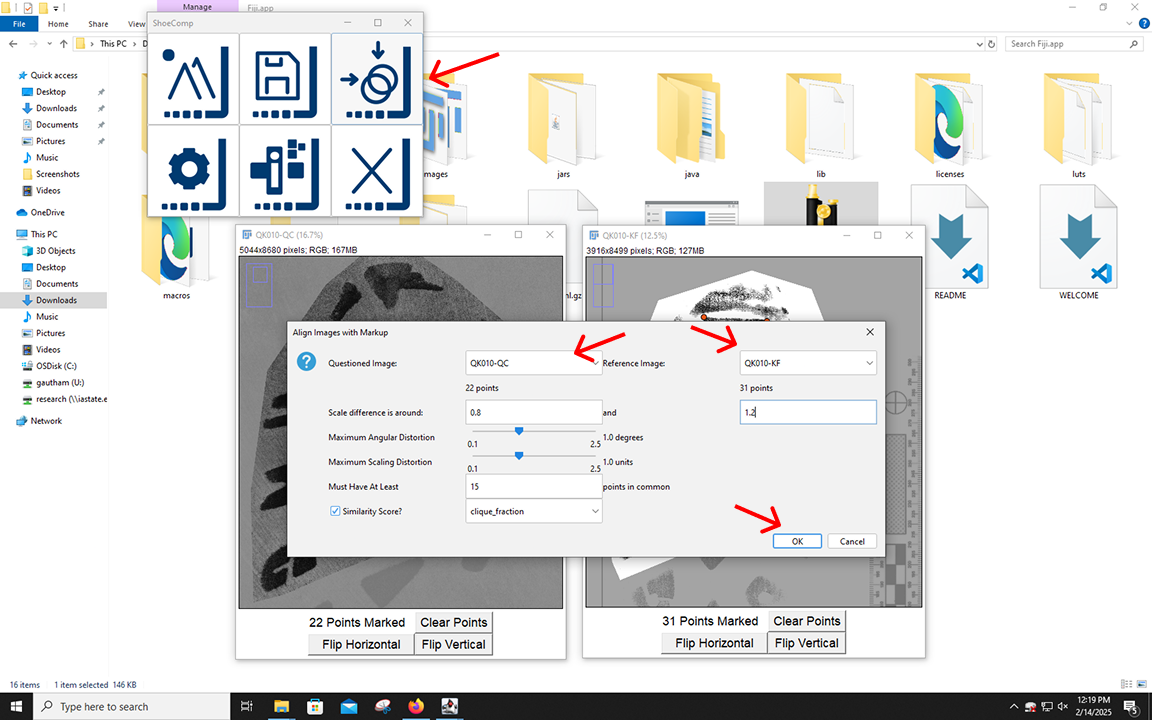 Manage
Fiji.app
File
Home
Share
View
ShoeComp
This PC
D
Search Fiji.app
Quick access
Desktop
Downloads
Documents
Pictures
Music
Screenshots
Videos
OneDrive
This PC
3D Objects
Desktop
Documents
Downloads
Music
Pictures
Videos
OSDisk (C:)
gautham (U:)
research (\\iastate.e
Network
mages
jars
java
lib
licenses
luts
macros
ml.gz
README
WELCOME
QK010-QC (16.7%)
5044x8680 pixels; RGB; 167MB
QK010-KF (12.5%)
3916x8499 pixels; RGB; 127MB
Align Images with Markup
Questioned Image:
QK010-QC
Reference Image:
QK010-KF
22 points
31 points
Scale difference is around:
0.8
and
1.2
Maximum Angular Distortion
0.1
2.5
1.0 degrees
Maximum Scaling Distortion
0.1
2.5
1.0 units
Must Have At Least
15
points in common
Similarity Score?
clique_fraction
OK
Cancel
22 Points Marked
Clear Points
Flip Horizontal
Flip Vertical
31 Points Marked
Clear Points
Flip Horizontal
Flip Vertical
16 items
1 item selected 146 KB
Type here to search
12:19 PM
2/14/2025
5